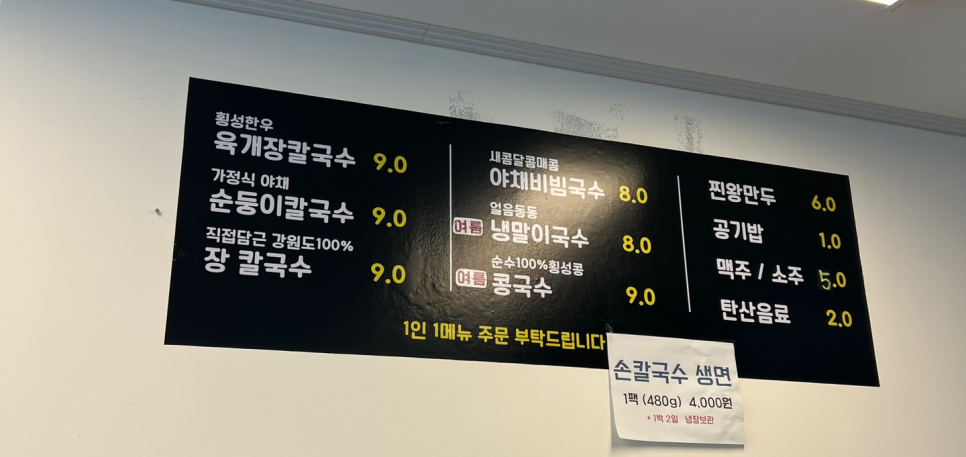 횡성한우
육개장칼국수 9.0
가정식 야채
순둥이칼국수 9.0
직접담근 강원도100%
장 칼국수 9.0
새콤달콤매콤
야채비빔국수 8.0
얼음동동
여름 냉말이국수 8.0
순수100%횡성콩
여름 콩국수 9.0
찐왕만두 6.0
공기밥 1.0
맥주 / 소주 5.0
탄산음료 2.0
1인 1메뉴 주문 부탁드립니다
손칼국수 생면
1팩 (480g) 4,000원
* 1박 2일 냉장보관